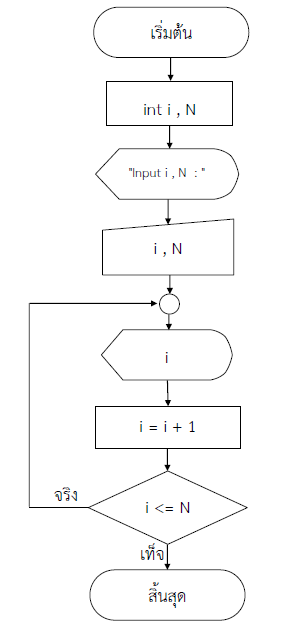 เริ่มต้น
int i , N
"Input i , N : "
i , N
i
i = i + 1
จริง
i <= N
เท็จ
สิ้นสุด